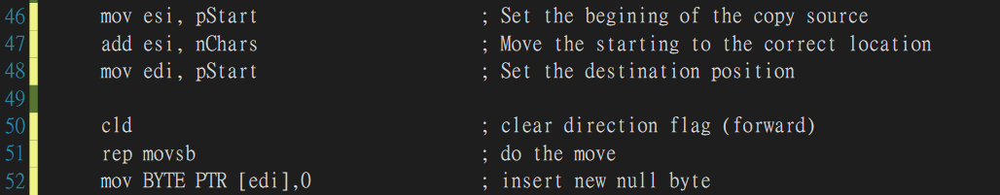 46 mov esi, pStart ; Set the begining of the copy source
47 add esi, nChars ; Move the starting to the correct location
48 mov edi, pStart ; Set the destination position
49
50 cld ; clear direction flag (forward)
51 rep movsb ; do the move
52 mov BYTE PTR [edi],0 ; insert new null byte